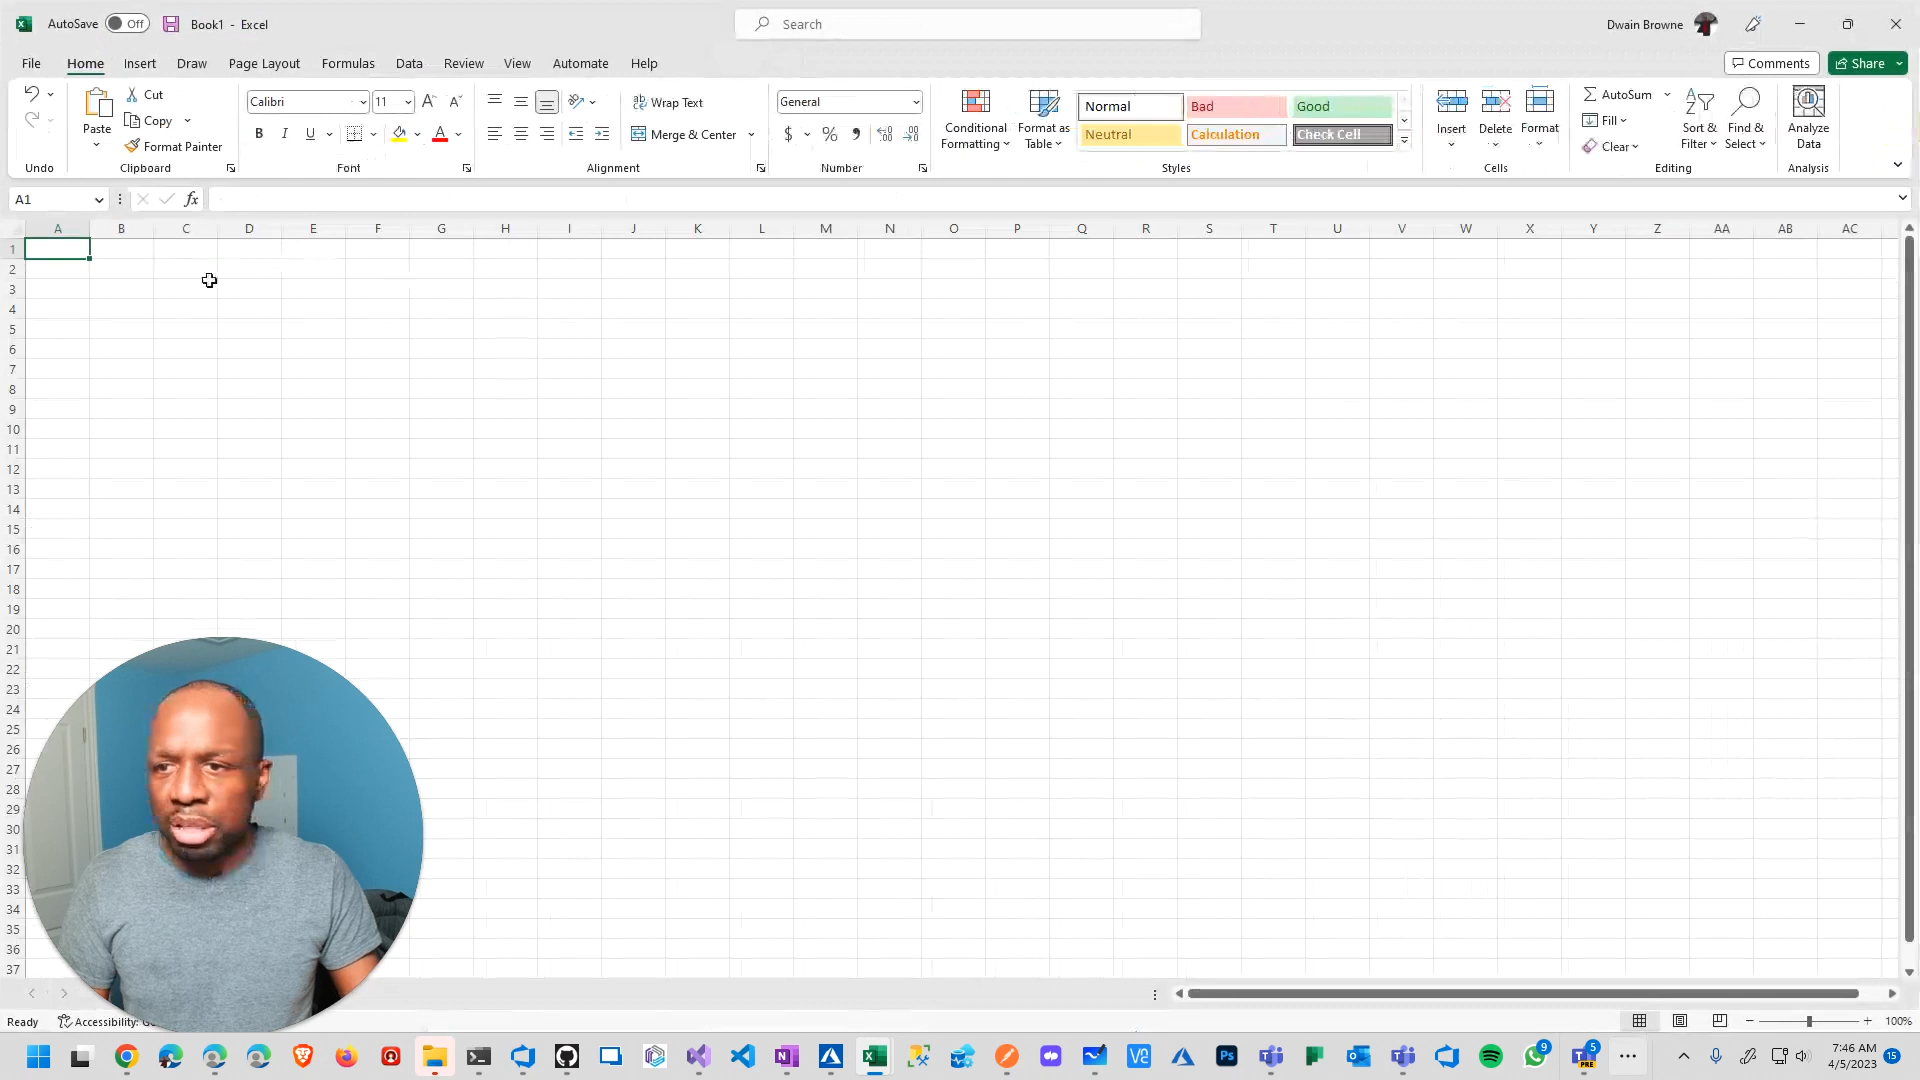 AutoSave Off Book1 - Excel Search Dwain Browne
File Home Insert Draw Page Layout Formulas Data Review View Automate Help Comments Share
Paste Cut Copy Format Painter
Calibri 11
B I U A
Wrap Text
Merge & Center
General
$ %
Conditional Formatting
Format as Table
Normal Bad Good
Neutral Calculation Check Cell
Insert Delete Format
AutoSum
Fill
Clear
Sort & Filter
Find & Select
Analyze Data
Undo Clipboard Font Alignment Number Styles Cells Editing Analysis
A1 fx
A B C D E F G H I J K L M N O P Q R S T U V W X Y Z AA AB AC
1
2
3
4
5
6
7
8
9
10
11
12
13
14
15
16
17
18
19
20
21
22
23
24
25
26
27
28
29
30
31
32
33
34
35
36
37
Ready Accessibility: 100%
Ps 9 5 PRE 7:46 AM
4/5/2023 15